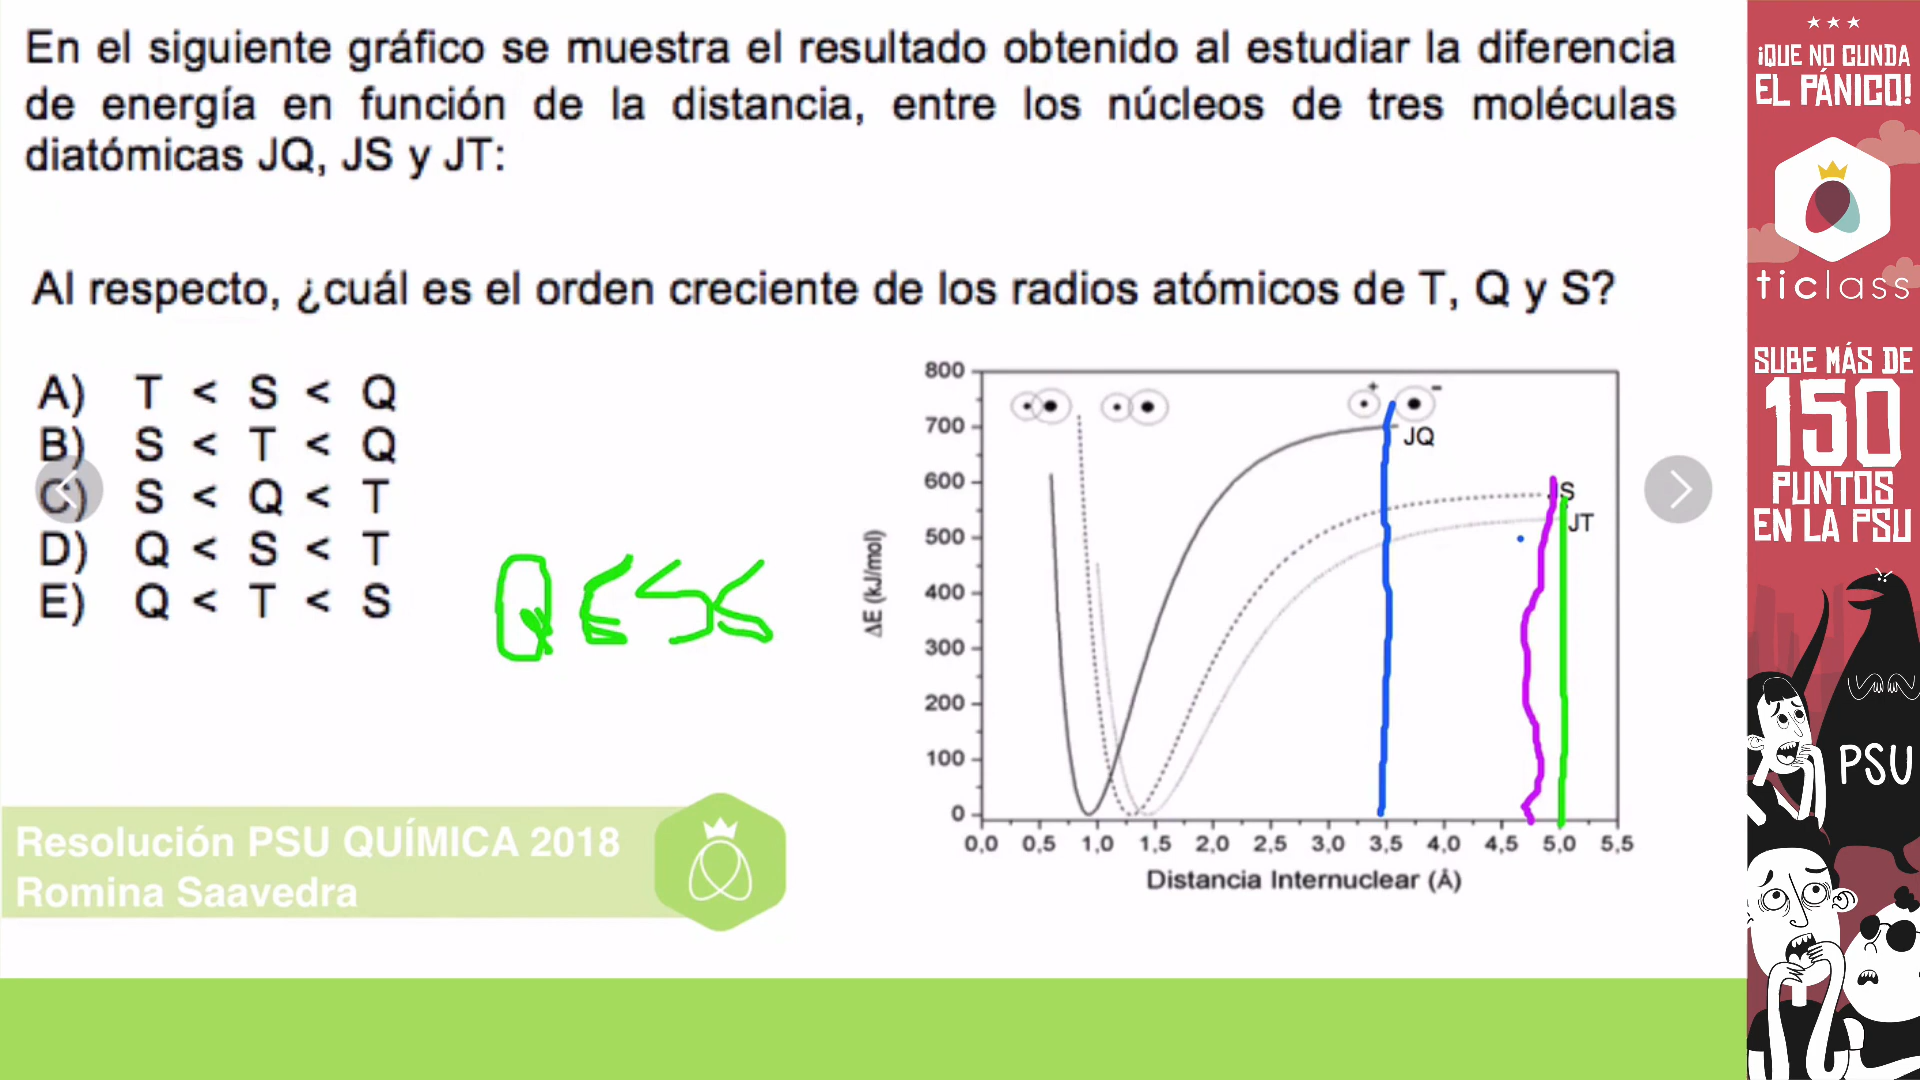 En el siguiente gráfico se muestra el resultado obtenido al estudiar la diferencia
de energía en función de la distancia, entre los núcleos de tres moléculas
diatómicas JQ, JS y JT:
Al respecto, ¿cuál es el orden creciente de los radios atómicos de T, Q y S?
A) T < S < Q
B) S < T < Q
C) S < Q < T
D) Q < S < T
E) Q < T < S
800
700
600
500
400
300
200
100
0
ΔE (kJ/mol)
+ −
JQ
JS
JT
0,0 0,5 1,0 1,5 2,0 2,5 3,0 3,5 4,0 4,5 5,0 5,5
Distancia Internuclear (Å)
Resolución PSU QUÍMICA 2018
Romina Saavedra
¡QUE NO CUNDA
EL PÁNICO!
ticlass
SUBE MÁS DE
150
PUNTOS
EN LA PSU
PSU